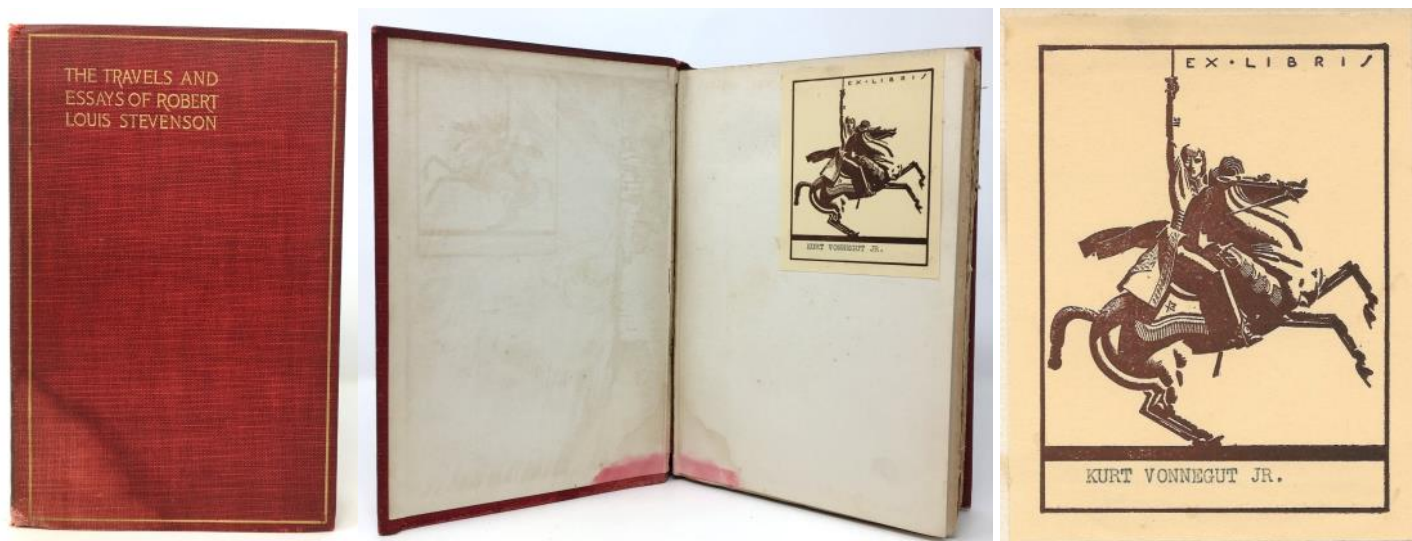 THE TRAVELS AND
ESSAYS OF ROBERT
LOUIS STEVENSON
EX·LIBRIS
KURT VONNEGUT JR.
EX·LIBRIS
KURT VONNEGUT JR.